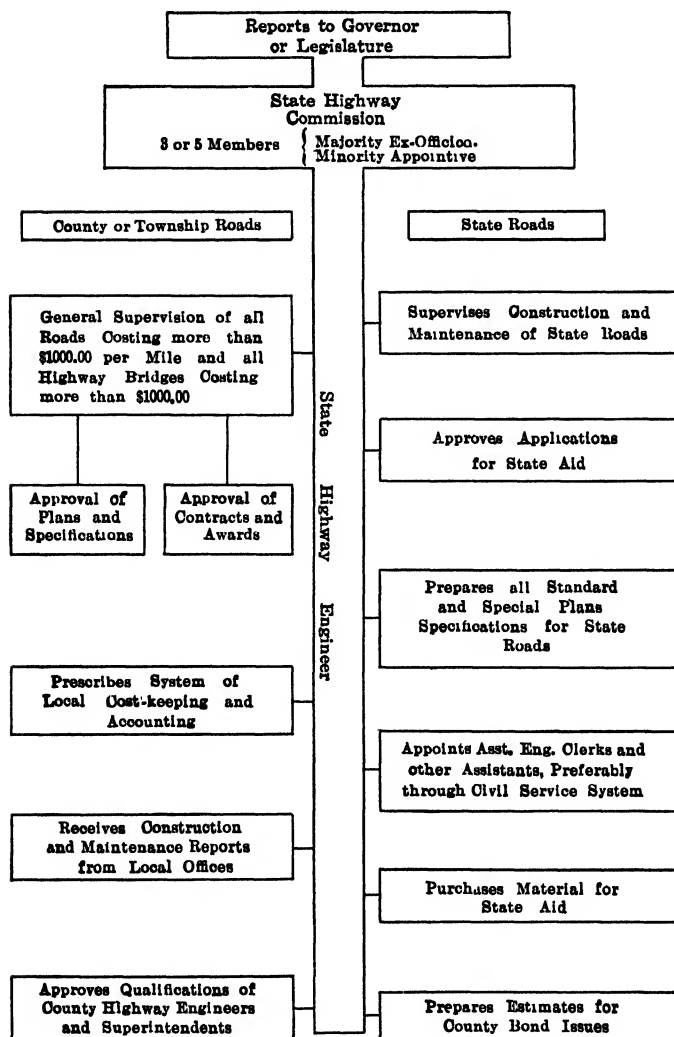 Reports to Governor
or Legislature
State Highway
Commission
3 or 5 Members { Majority Ex-Officion.
Minority Appointive
County or Township Roads
State Roads
General Supervision of all
Roads Costing more than
$1000.00 per Mile and all
Highway Bridges Costing
more than $1000.00
Approval of
Plans and
Specifications
Approval of
Contracts and
Awards
Prescribes System of
Local Cost-keeping and
Accounting
Receives Construction
and Maintenance Reports
from Local Offices
Approves Qualifications of
County Highway Engineers
and Superintendents
State Highway Engineer
Supervises Construction and
Maintenance of State Roads
Approves Applications
for State Aid
Prepares all Standard
and Special Plans
Specifications for State
Roads
Appoints Asst. Eng. Clerks and
other Assistants, Preferably
through Civil Service System
Purchases Material for
State Aid
Prepares Estimates for
County Bond Issues